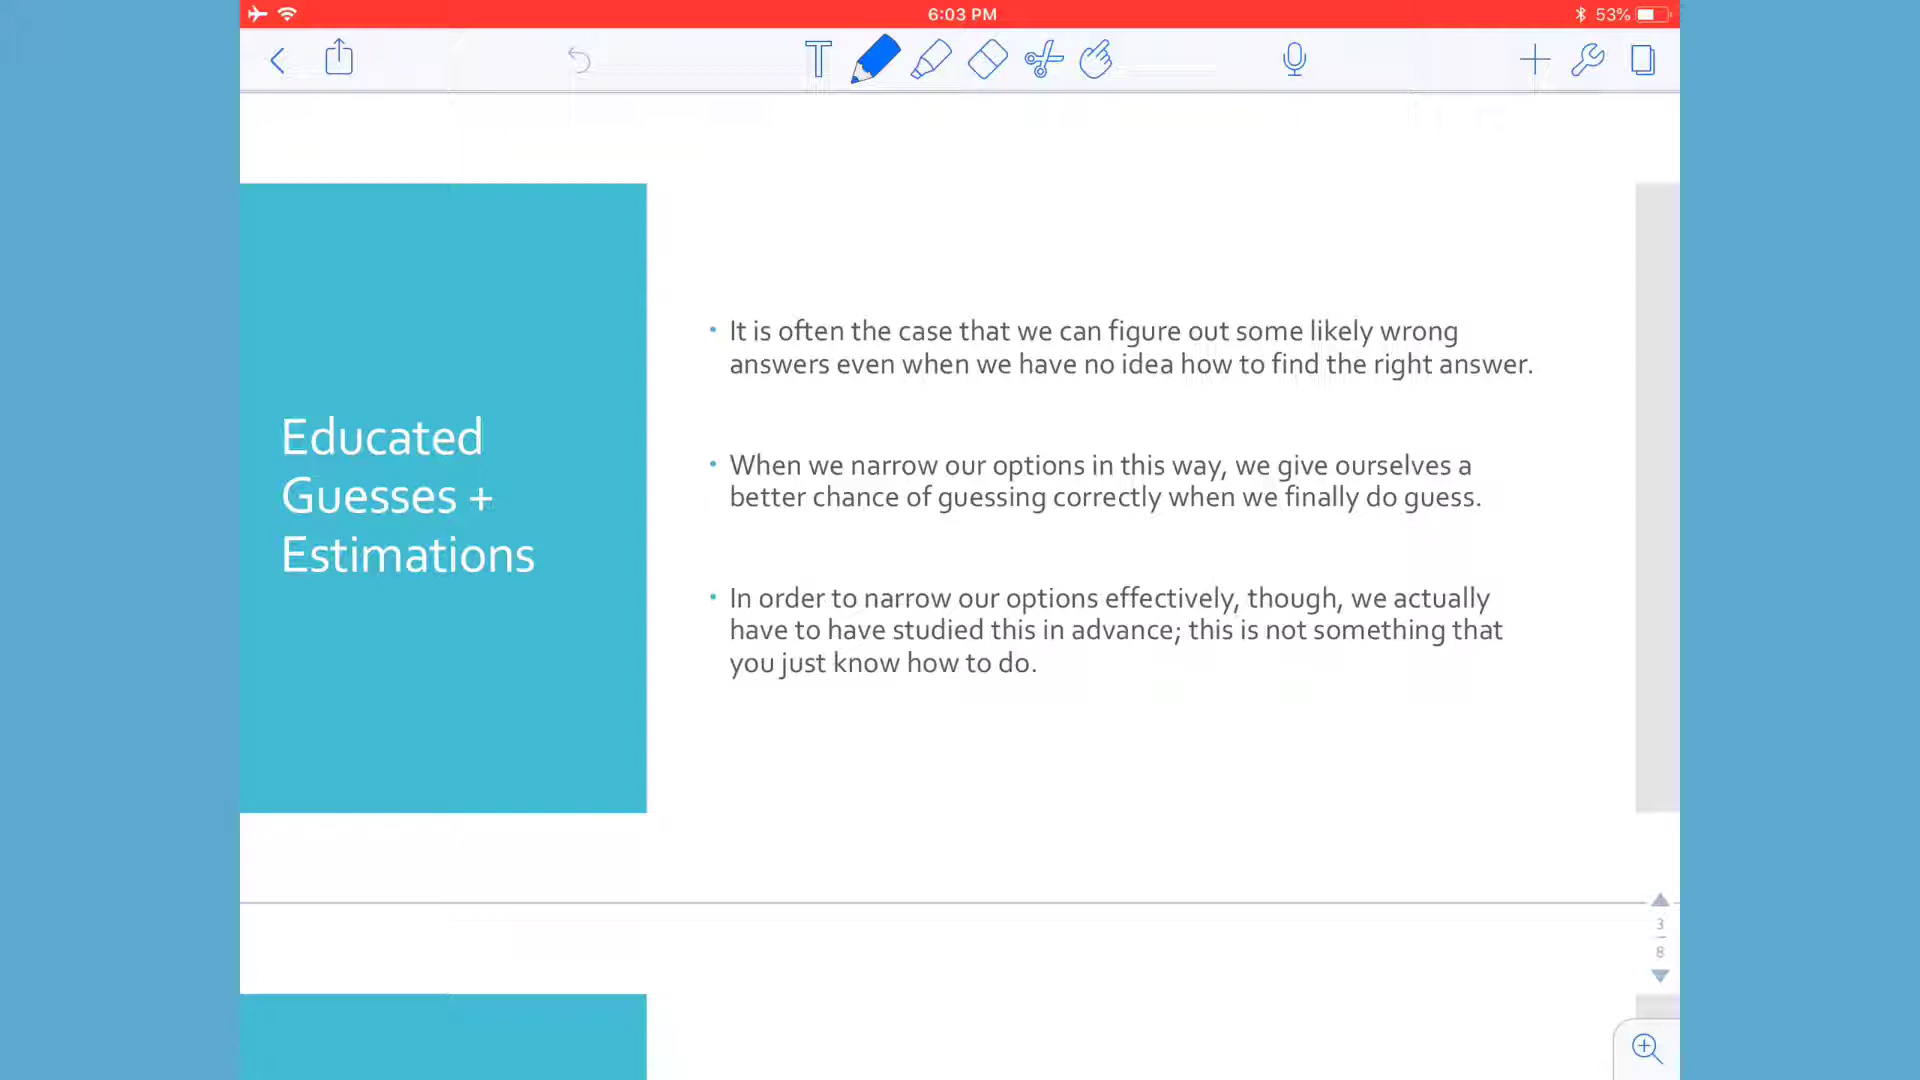 6:03 PM
53%
T
Educated
Guesses +
Estimations
• It is often the case that we can figure out some likely wrong
answers even when we have no idea how to find the right answer.
• When we narrow our options in this way, we give ourselves a
better chance of guessing correctly when we finally do guess.
• In order to narrow our options effectively, though, we actually
have to have studied this in advance; this is not something that
you just know how to do.
3
8